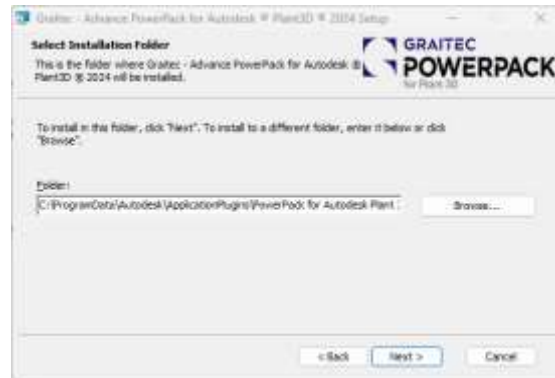 Graitec - Advance PowerPack for Autodesk ® Plant3D ® 2024 Setup
Select Installation Folder
This is the folder where Graitec - Advance PowerPack for Autodesk ®
Plant3D ® 2024 will be installed.
GRAITEC
POWERPACK
for Plant 3D
To install in this folder, click "Next". To install to a different folder, enter it below or click
"Browse".
Folder:
C:\ProgramData\Autodesk\ApplicationPlugins\PowerPack for Autodesk Plant
Browse...
< Back
Next >
Cancel